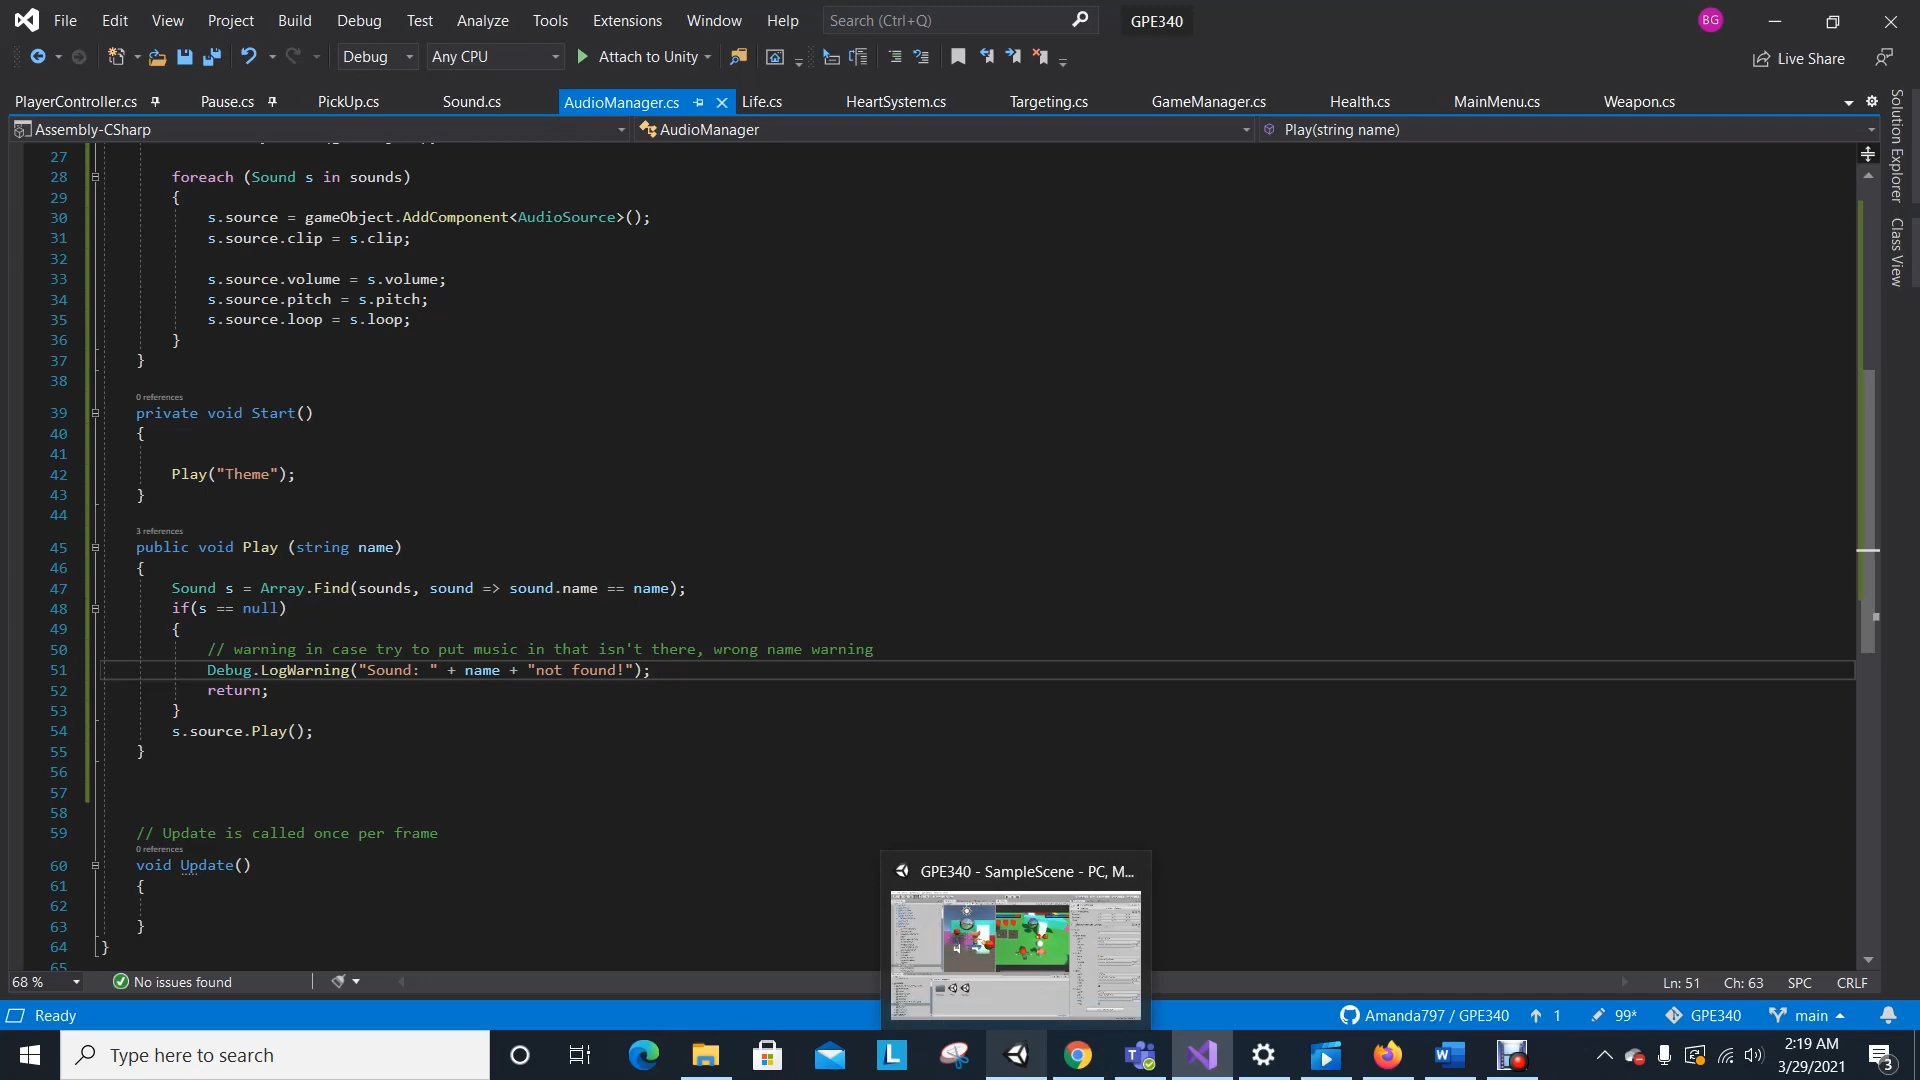 File Edit View Project Build Debug Test Analyze Tools Extensions Window Help Search (Ctrl+Q) GPE340 BG
Debug Any CPU Attach to Unity Live Share
PlayerController.cs Pause.cs PickUp.cs Sound.cs AudioManager.cs Life.cs HeartSystem.cs Targeting.cs GameManager.cs Health.cs MainMenu.cs Weapon.cs
Assembly-CSharp AudioManager Play(string name)
Solution Explorer
Class View
27
28 foreach (Sound s in sounds)
29 {
30 s.source = gameObject.AddComponent<AudioSource>();
31 s.source.clip = s.clip;
32
33 s.source.volume = s.volume;
34 s.source.pitch = s.pitch;
35 s.source.loop = s.loop;
36 }
37 }
38
0 references
39 private void Start()
40 {
41
42 Play("Theme");
43 }
44
3 references
45 public void Play (string name)
46 {
47 Sound s = Array.Find(sounds, sound => sound.name == name);
48 if(s == null)
49 {
50 // warning in case try to put music in that isn't there, wrong name warning
51 Debug.LogWarning("Sound: " + name + "not found!");
52 return;
53 }
54 s.source.Play();
55 }
56
57
58
59 // Update is called once per frame
0 references
60 void Update()
61 {
62
63 }
64 }
65
GPE340 - SampleScene - PC, M...
68 % No issues found Ln: 51 Ch: 63 SPC CRLF
Ready Amanda797 / GPE340 1 99* GPE340 main
Type here to search
2:19 AM
3/29/2021
3